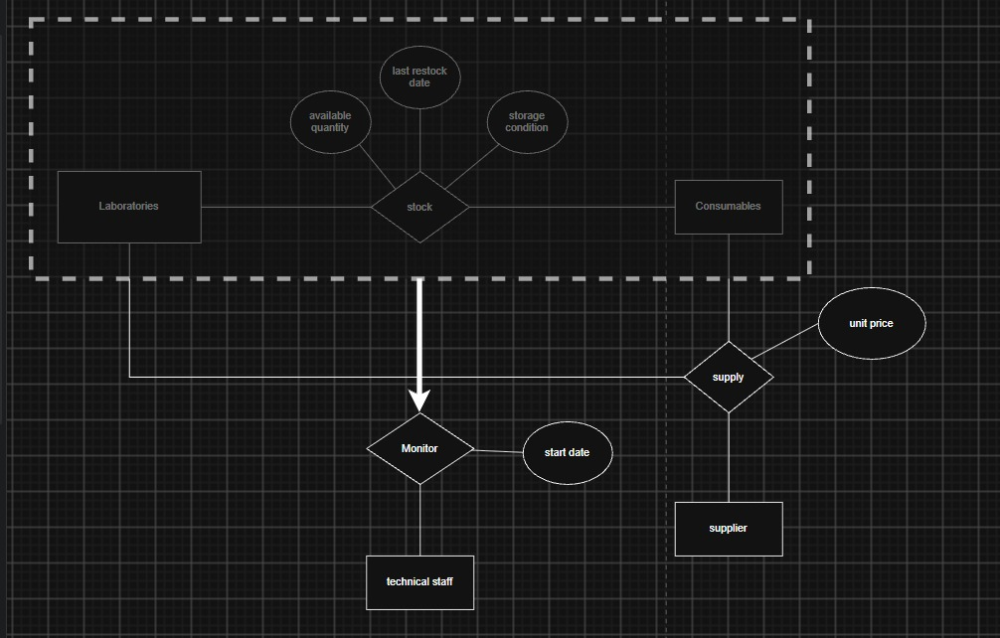 last restock
date
available
quantity
storage
condition
Laboratories
stock
Consumables
unit price
supply
Monitor
start date
supplier
technical staff